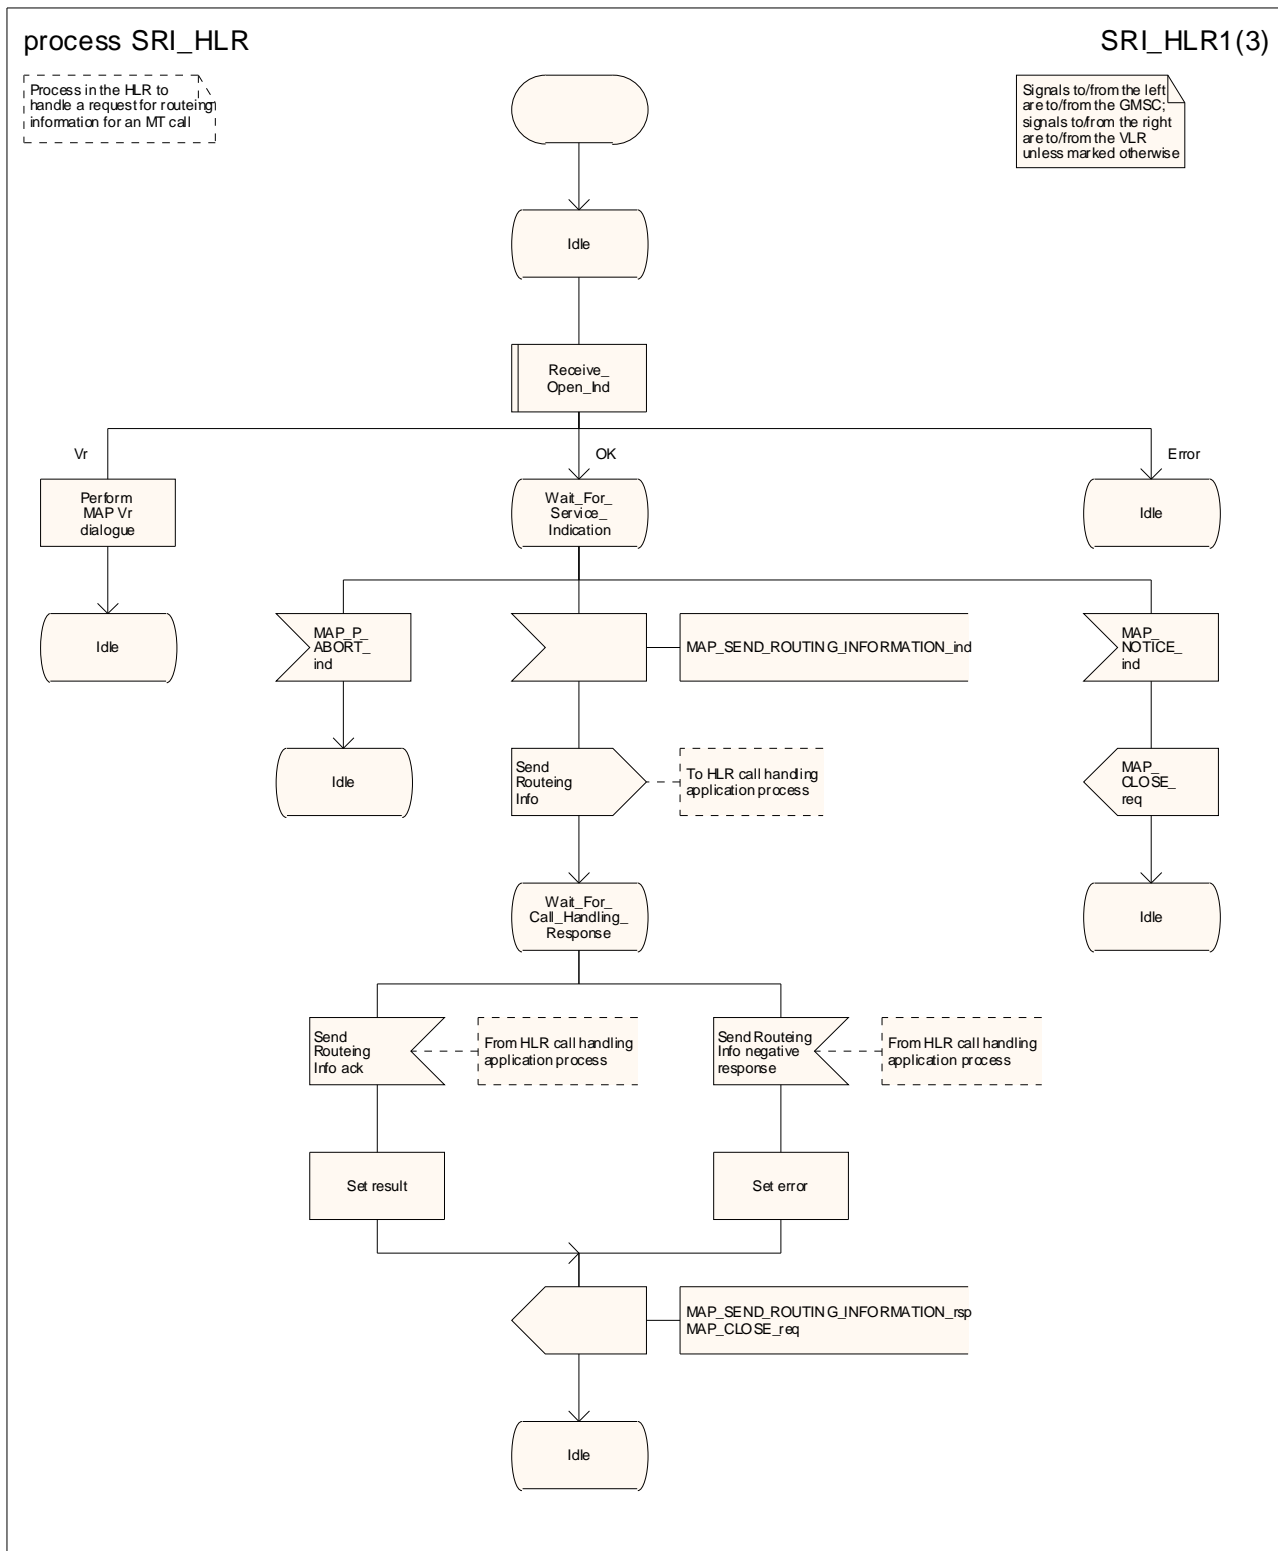 process SRI_HLR
SRI_HLR1(3)
Process in the HLR to
handle a request for routeing
information for an MT call
Signals to/from the left
are to/from the GMSC;
signals to/from the right
are to/from the VLR
unless marked otherwise
Idle
Receive_
Open_Ind
Vr
OK
Error
Perform
MAP Vr
dialogue
Wait_For_
Service_
Indication
Idle
Idle
MAP_P_
ABORT_
ind
MAP_SEND_ROUTING_INFORMATION_ind
MAP_
NOTICE_
ind
Idle
Send
Routeing
Info
To HLR call handling
application process
MAP_
CLOSE_
req
Wait_For_
Call_Handling_
Response
Idle
Send
Routeing
Info ack
From HLR call handling
application process
Send Routeing
Info negative
response
From HLR call handling
application process
Set result
Set error
MAP_SEND_ROUTING_INFORMATION_rsp
MAP_CLOSE_req
Idle